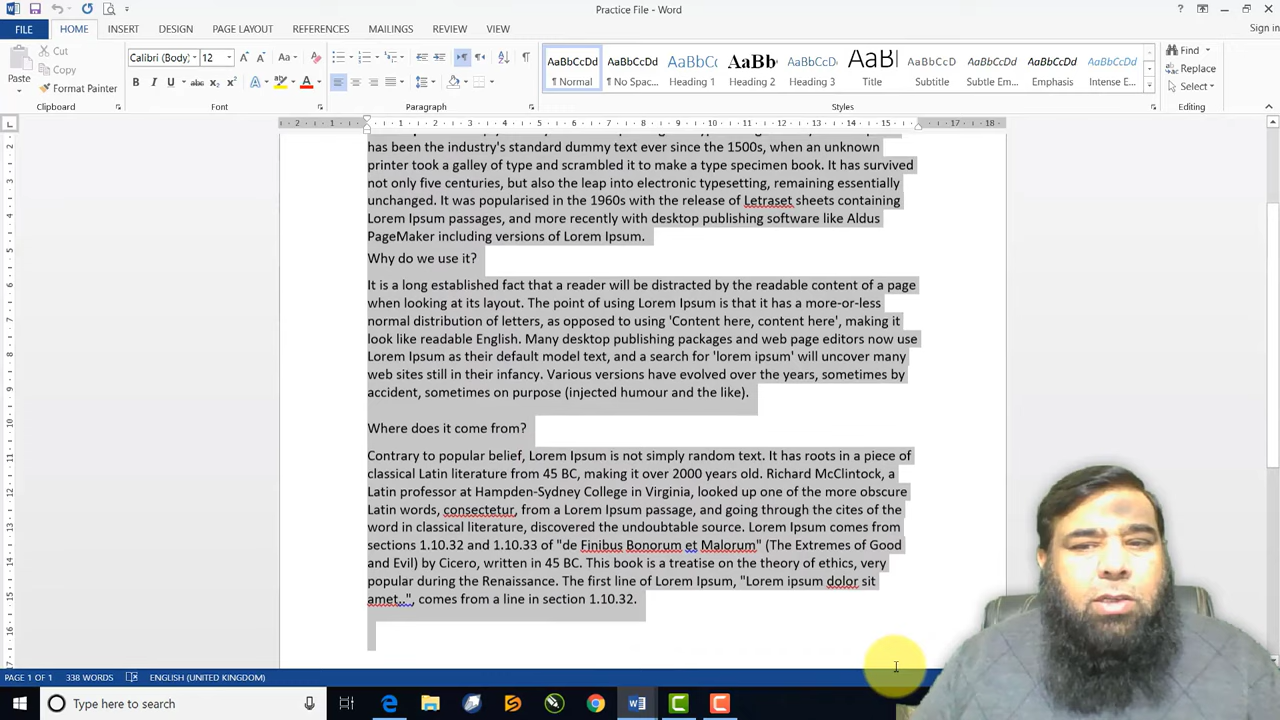 Practice File - Word
Sign in
FILE HOME INSERT DESIGN PAGE LAYOUT REFERENCES MAILINGS REVIEW VIEW
Paste
Cut
Copy
Format Painter
Clipboard
Calibri (Body) 12
Font
Paragraph
AaBbCcDd AaBbCcDd AaBbCc AaBbCc AaBbCcDd AaBl AaBbCcDd AaBbCcDd AaBbCcDd AaBbCcDd
¶ Normal ¶ No Spac... Heading 1 Heading 2 Heading 3 Title Subtitle Subtle Em... Emphasis Intense E...
Styles
Find
Replace
Select
Editing
has been the industry's standard dummy text ever since the 1500s, when an unknown
printer took a galley of type and scrambled it to make a type specimen book. It has survived
not only five centuries, but also the leap into electronic typesetting, remaining essentially
unchanged. It was popularised in the 1960s with the release of Letraset sheets containing
Lorem Ipsum passages, and more recently with desktop publishing software like Aldus
PageMaker including versions of Lorem Ipsum.
Why do we use it?
It is a long established fact that a reader will be distracted by the readable content of a page
when looking at its layout. The point of using Lorem Ipsum is that it has a more-or-less
normal distribution of letters, as opposed to using 'Content here, content here', making it
look like readable English. Many desktop publishing packages and web page editors now use
Lorem Ipsum as their default model text, and a search for 'lorem ipsum' will uncover many
web sites still in their infancy. Various versions have evolved over the years, sometimes by
accident, sometimes on purpose (injected humour and the like).
Where does it come from?
Contrary to popular belief, Lorem Ipsum is not simply random text. It has roots in a piece of
classical Latin literature from 45 BC, making it over 2000 years old. Richard McClintock, a
Latin professor at Hampden-Sydney College in Virginia, looked up one of the more obscure
Latin words, consectetur, from a Lorem Ipsum passage, and going through the cites of the
word in classical literature, discovered the undoubtable source. Lorem Ipsum comes from
sections 1.10.32 and 1.10.33 of "de Finibus Bonorum et Malorum" (The Extremes of Good
and Evil) by Cicero, written in 45 BC. This book is a treatise on the theory of ethics, very
popular during the Renaissance. The first line of Lorem Ipsum, "Lorem ipsum dolor sit
amet..", comes from a line in section 1.10.32.
PAGE 1 OF 1 338 WORDS ENGLISH (UNITED KINGDOM)
Type here to search